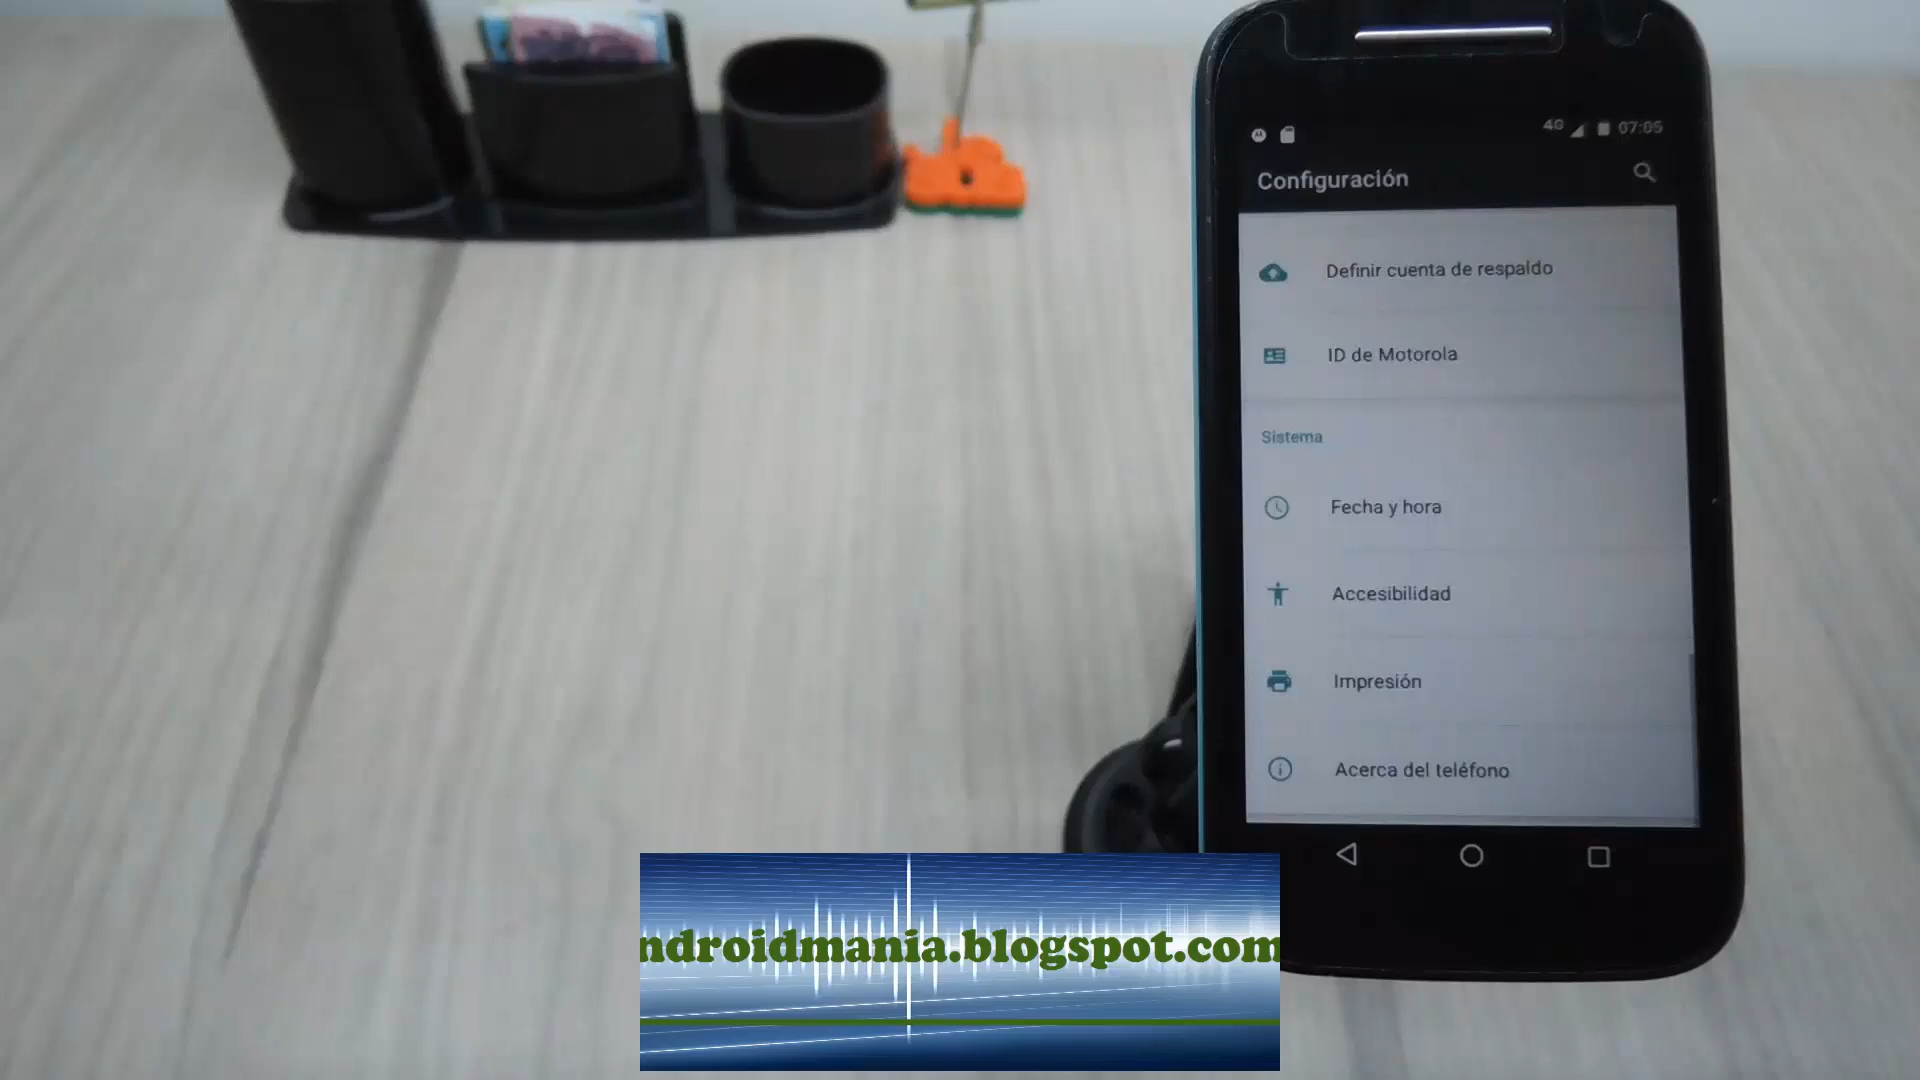 4G 07:05
Configuración
Definir cuenta de respaldo
ID de Motorola
Sistema
Fecha y hora
Accesibilidad
Impresión
Acerca del teléfono
ndroidmania.blogspot.com